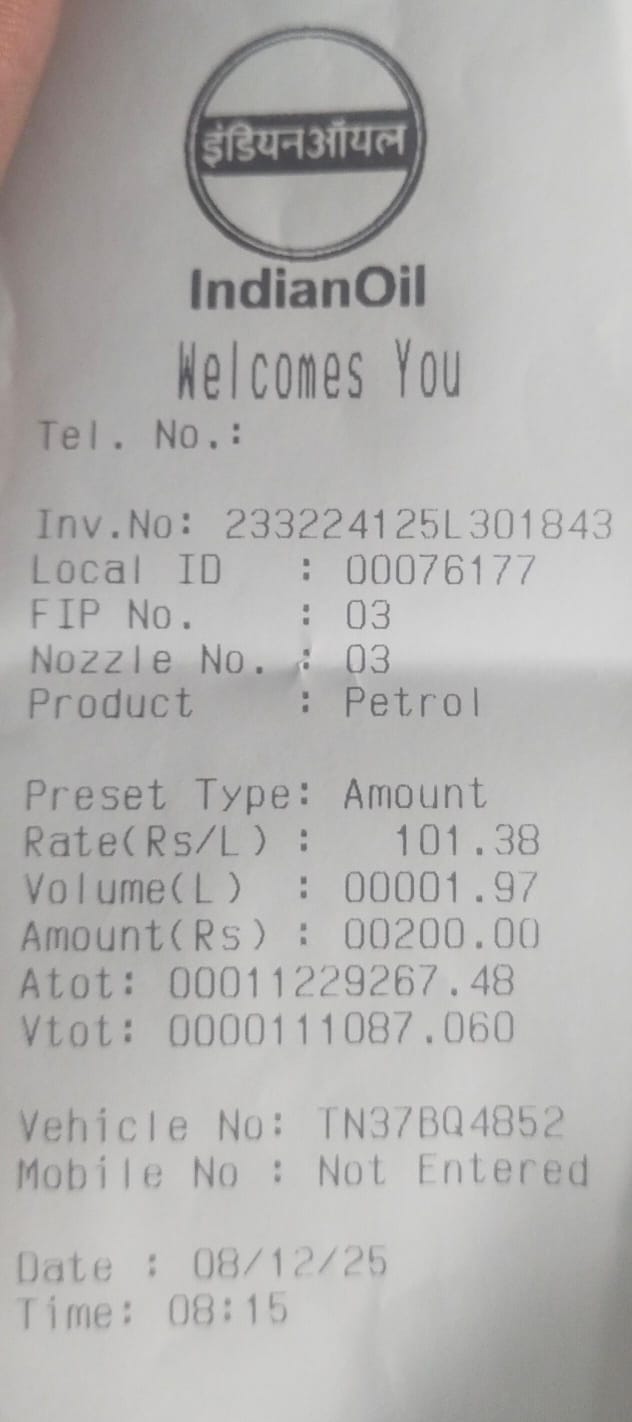 इंडियनऑयल
IndianOil
Welcomes You
Tel. No.:
Inv.No: 233224125L301843
Local ID : 00076177
FIP No. : 03
Nozzle No. : 03
Product : Petrol
Preset Type: Amount
Rate(Rs/L) : 101.38
Volume(L) : 00001.97
Amount(Rs) : 00200.00
Atot: 00011229267.48
Vtot: 0000111087.060
Vehicle No: TN37BQ4852
Mobile No : Not Entered
Date : 08/12/25
Time: 08:15